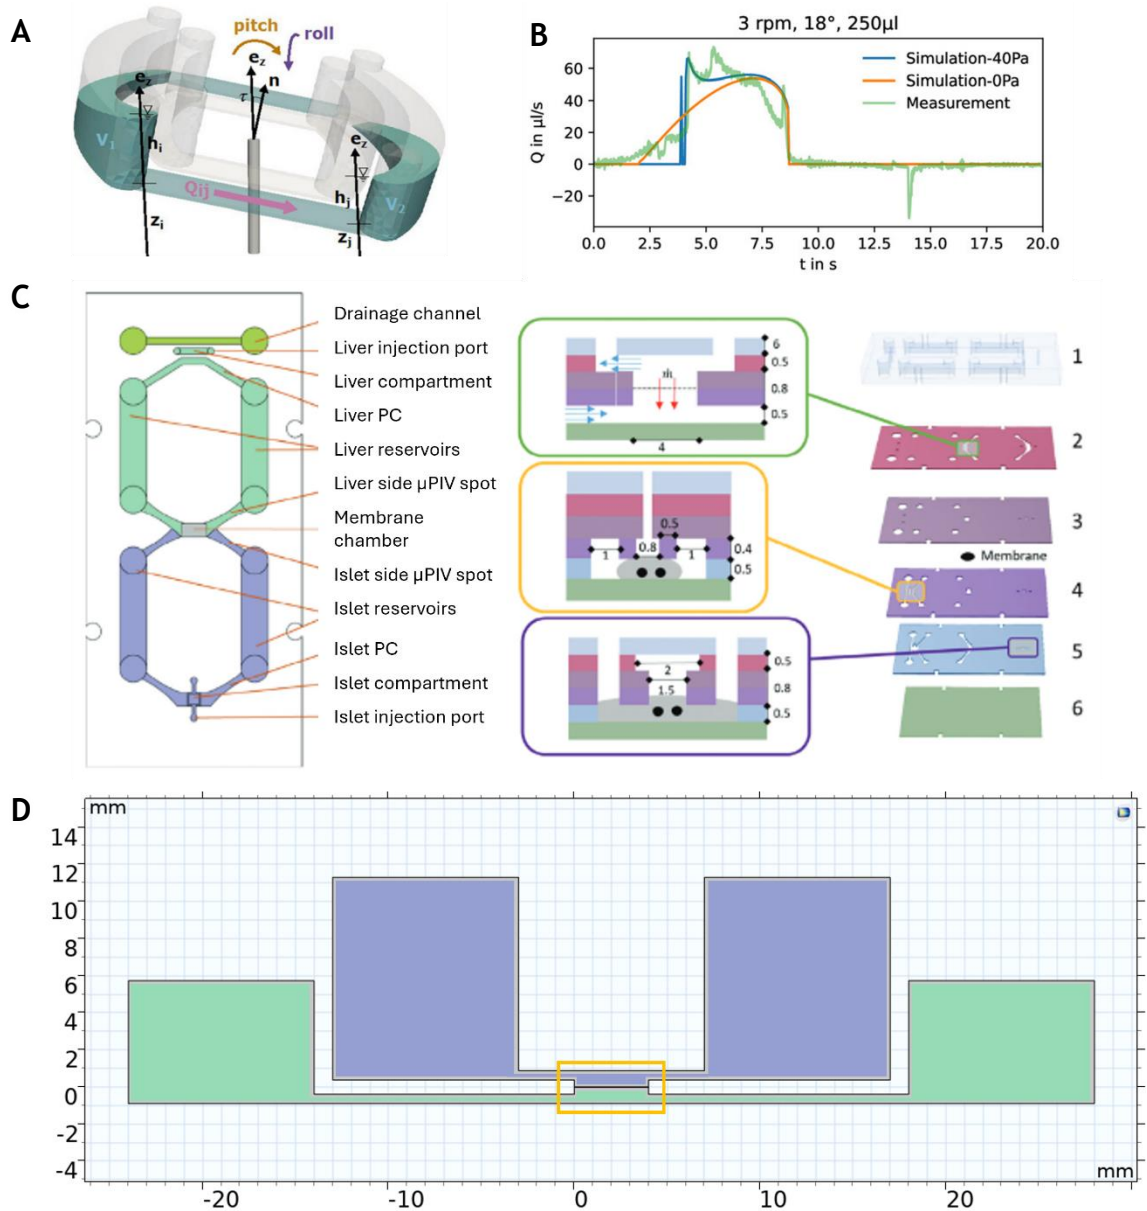 A
pitch
roll
e_z
n
τ
e_z
V_1
h_i
Q_ij
z_i
e_z
h_j
V_2
z_j
B
3 rpm, 18°, 250µl
Q in µl/s
60
40
20
0
−20
Simulation-40Pa
Simulation-0Pa
Measurement
0.0 2.5 5.0 7.5 10.0 12.5 15.0 17.5 20.0
t in s
C
Drainage channel
Liver injection port
Liver compartment
Liver PC
Liver reservoirs
Liver side µPIV spot
Membrane
chamber
Islet side µPIV spot
Islet reservoirs
Islet PC
Islet compartment
Islet injection port
6
0.5
ṁ
0.8
0.5
4
0.5
1 0.8 1
0.4
0.5
2
1.5
0.5
0.8
0.5
1
2
3
Membrane
4
5
6
D
mm
14
12
10
8
6
4
2
0
-2
-4
mm
-20 -10 0 10 20